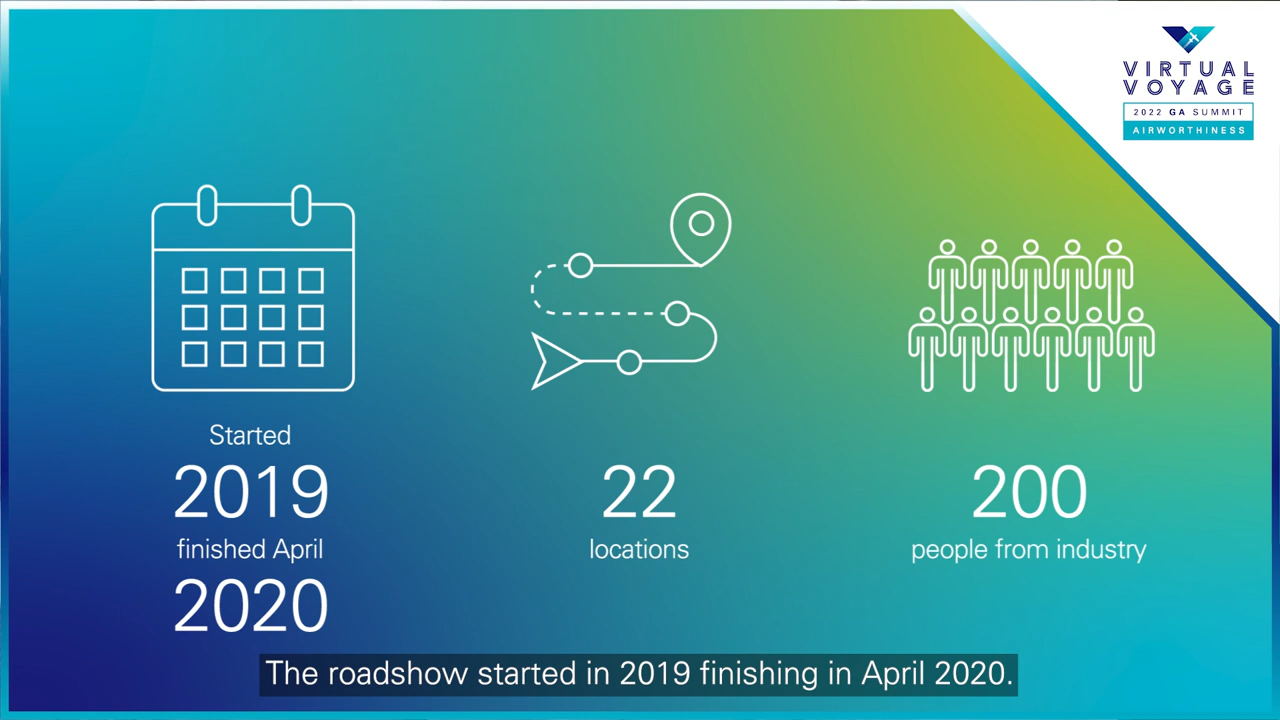 VIRTUAL
VOYAGE
2022 GA SUMMIT
AIRWORTHINESS
Started
2019
finished April
2020
22
locations
200
people from industry
The roadshow started in 2019 finishing in April 2020.